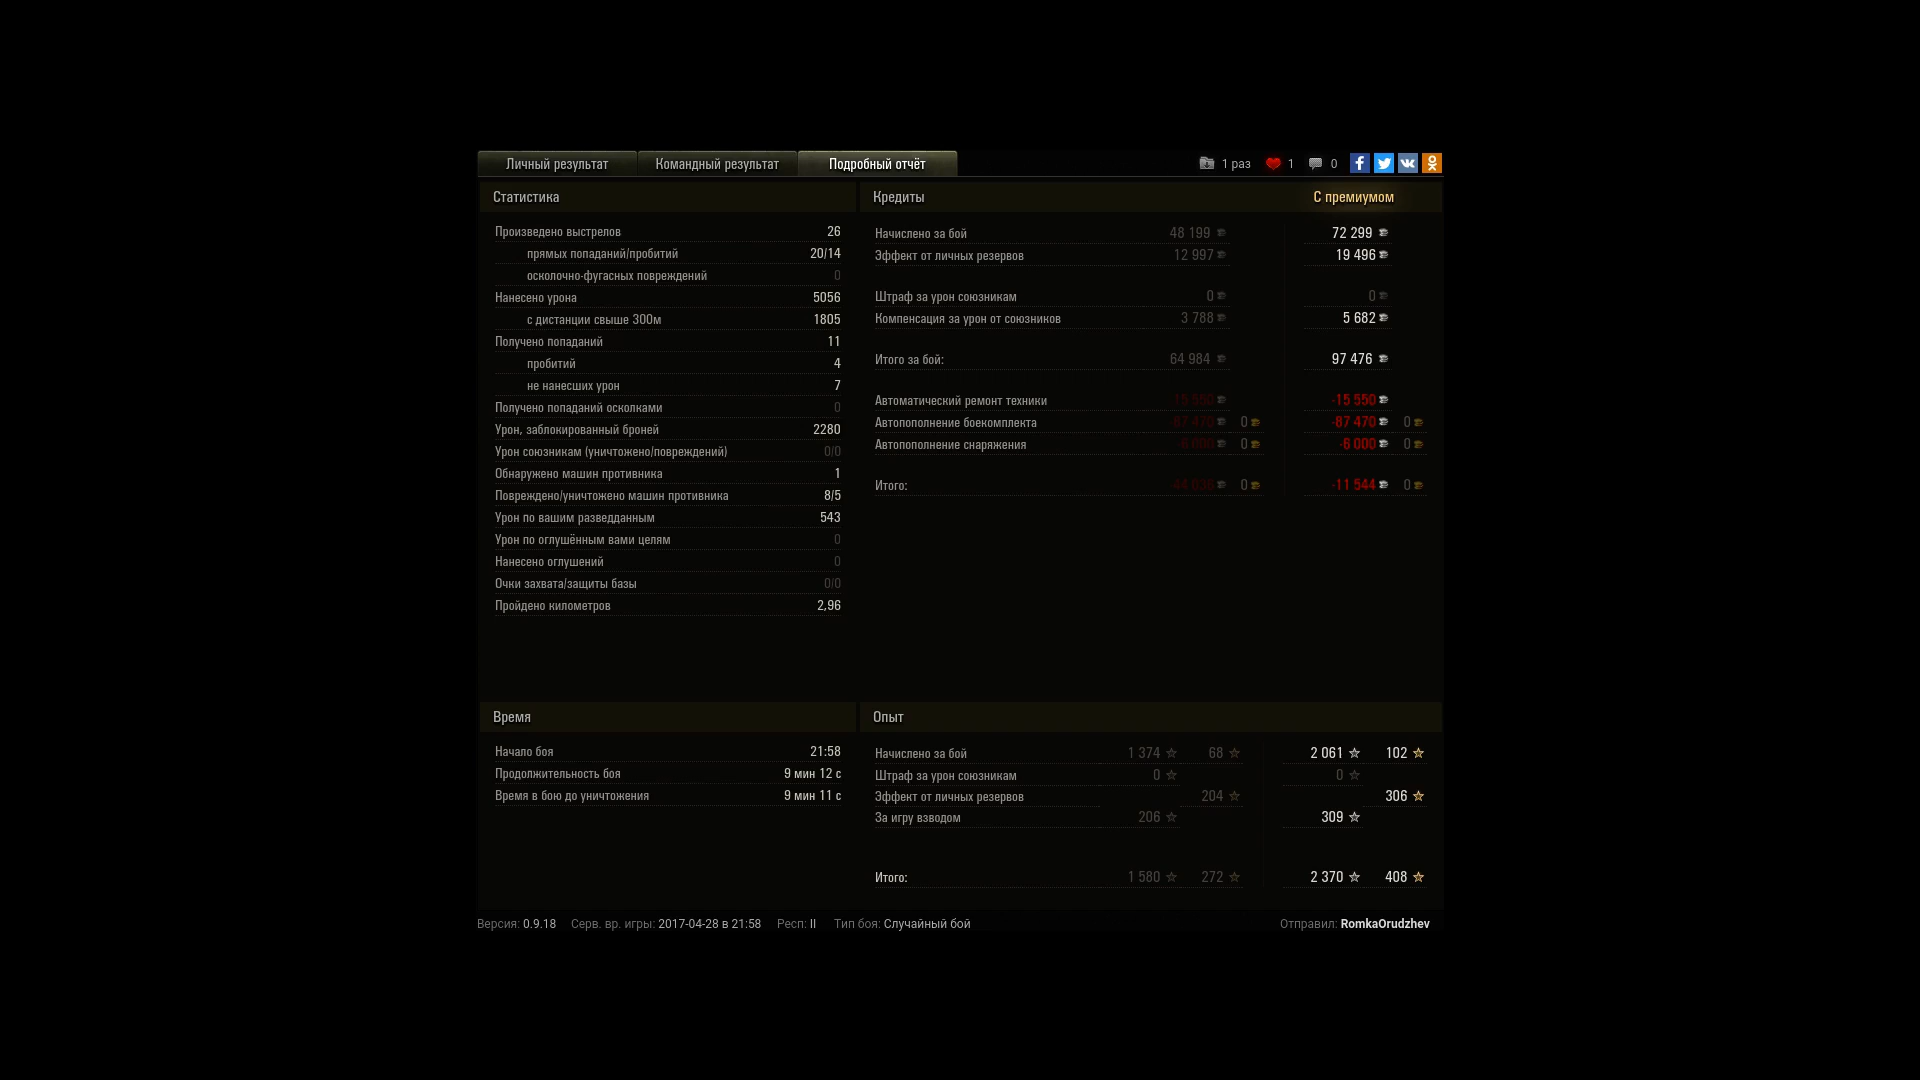 Личный результат Командный результат Подробный отчёт 1 раз 1 0
Статистика
Произведено выстрелов 26
прямых попаданий/пробитий 20/14
осколочно-фугасных повреждений 0
Нанесено урона 5056
с дистанции свыше 300м 1805
Получено попаданий 11
пробитий 4
не нанесших урон 7
Получено попаданий осколками 0
Урон, заблокированный броней 2280
Урон союзникам (уничтожено/повреждений) 0/0
Обнаружено машин противника 1
Повреждено/уничтожено машин противника 8/5
Урон по вашим разведданным 543
Урон по оглушённым вами целям 0
Нанесено оглушений 0
Очки захвата/защиты базы 0/0
Пройдено километров 2,96
Кредиты С премиумом
Начислено за бой 48 199 72 299
Эффект от личных резервов 12 997 19 496
Штраф за урон союзникам 0 0
Компенсация за урон от союзников 3 788 5 682
Итого за бой: 64 984 97 476
Автоматический ремонт техники -15 550 -15 550
Автопополнение боекомплекта -87 470 0 -87 470 0
Автопополнение снаряжения -6 000 0 -6 000 0
Итого: -44 036 0 -11 544 0
Время
Начало боя 21:58
Продолжительность боя 9 мин 12 с
Время в бою до уничтожения 9 мин 11 с
Опыт
Начислено за бой 1 374 68 2 061 102
Штраф за урон союзникам 0 0
Эффект от личных резервов 204 306
За игру взводом 206 309
Итого: 1 580 272 2 370 408
Версия: 0.9.18 Серв. вр. игры: 2017-04-28 в 21:58 Респ: II Тип боя: Случайный бой Отправил: RomkaOrudzhev